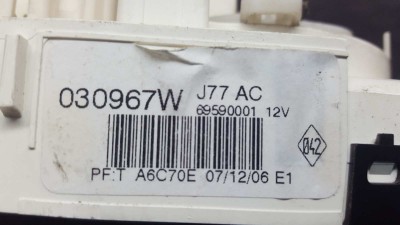 030967W J77 AC
69590001 12V
042
PF:T A6C70E 07/12/06 E1